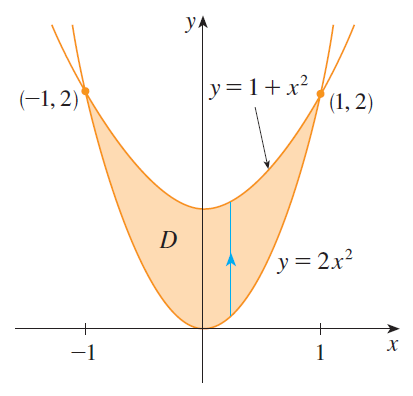 y
y = 1 + x²
(−1, 2)
(1, 2)
D
y = 2x²
−1
1
x